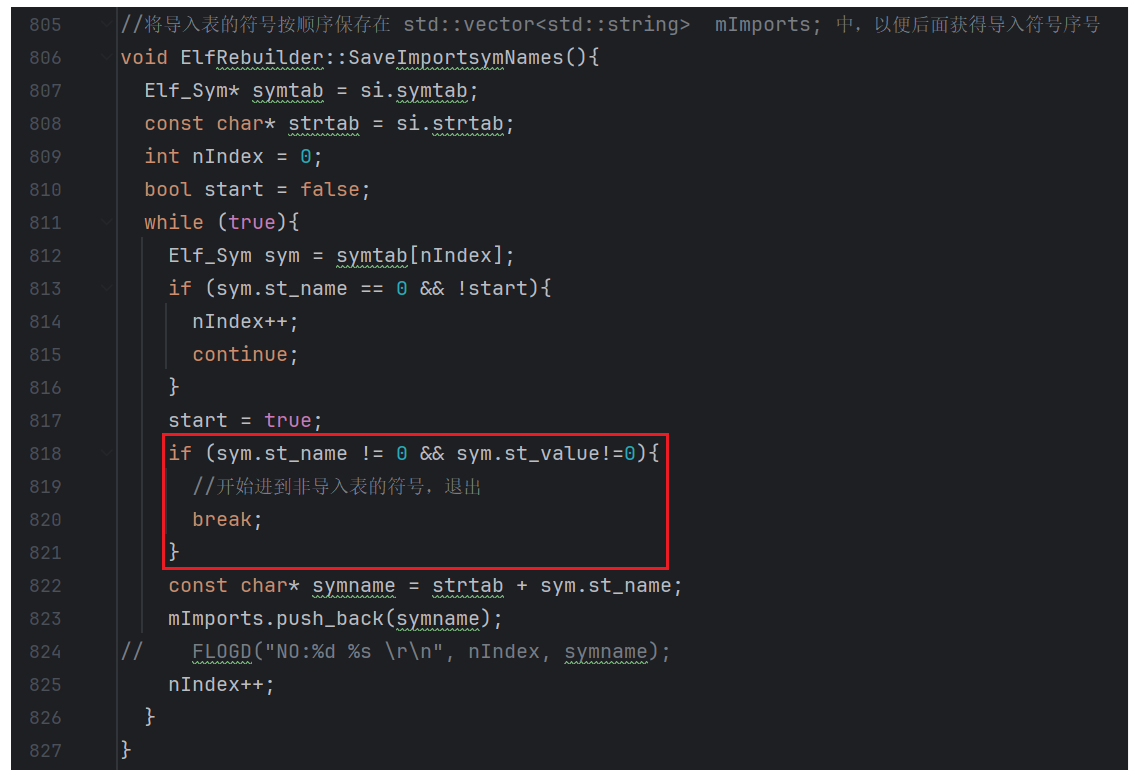 805 //将导入表的符号按顺序保存在 std::vector<std::string>  mImports; 中，以便后面获得导入符号序号
806 void ElfRebuilder::SaveImportsymNames(){
807   Elf_Sym* symtab = si.symtab;
808   const char* strtab = si.strtab;
809   int nIndex = 0;
810   bool start = false;
811   while (true){
812     Elf_Sym sym = symtab[nIndex];
813     if (sym.st_name == 0 && !start){
814       nIndex++;
815       continue;
816     }
817     start = true;
818     if (sym.st_name != 0 && sym.st_value!=0){
819       //开始进到非导入表的符号，退出
820       break;
821     }
822     const char* symname = strtab + sym.st_name;
823     mImports.push_back(symname);
824 //    FLOGD("NO:%d %s \r\n", nIndex, symname);
825     nIndex++;
826   }
827 }